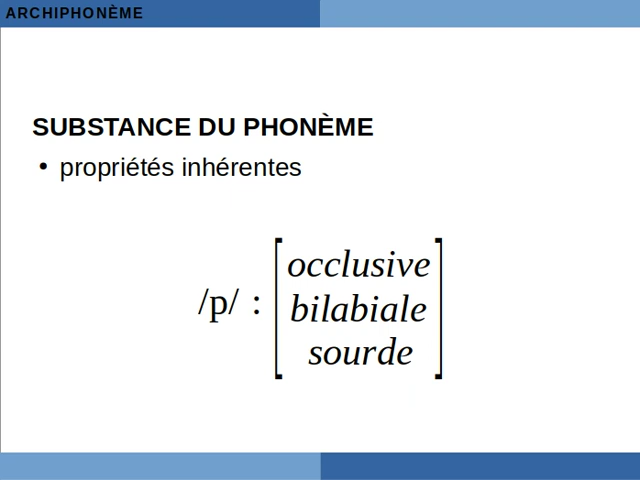 ARCHIPHONÈME
SUBSTANCE DU PHONÈME
• propriétés inhérentes
occlusive
/p/ : bilabiale
sourde